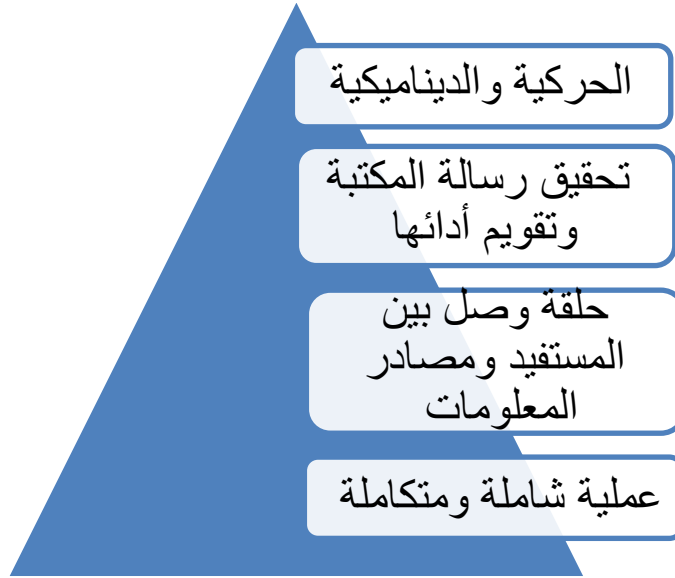 الحركية والديناميكية
تحقيق رسالة المكتبة
وتقويم أدائها
حلقة وصل بين
المستفيد ومصادر
المعلومات
عملية شاملة ومتكاملة